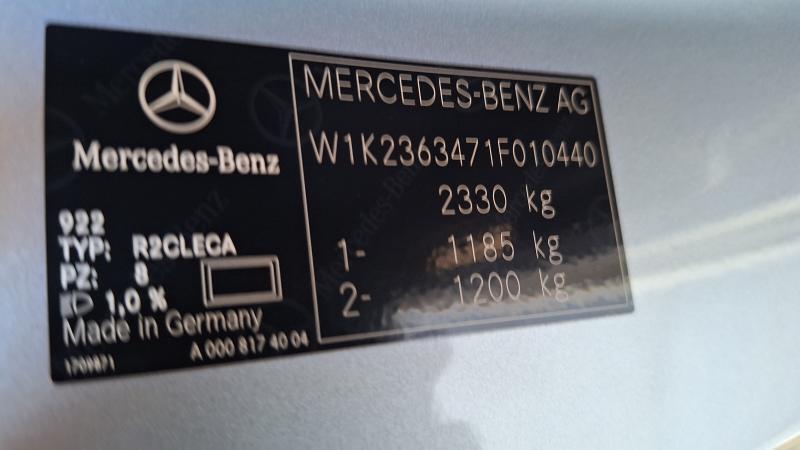 Mercedes-Benz
922
TYP: R2CLECA
PZ: 8
1,0 %
Made in Germany
1709871
A 000 817 40 04
MERCEDES-BENZ AG
W1K2363471F010440
2330 kg
1- 1185 kg
2- 1200 kg